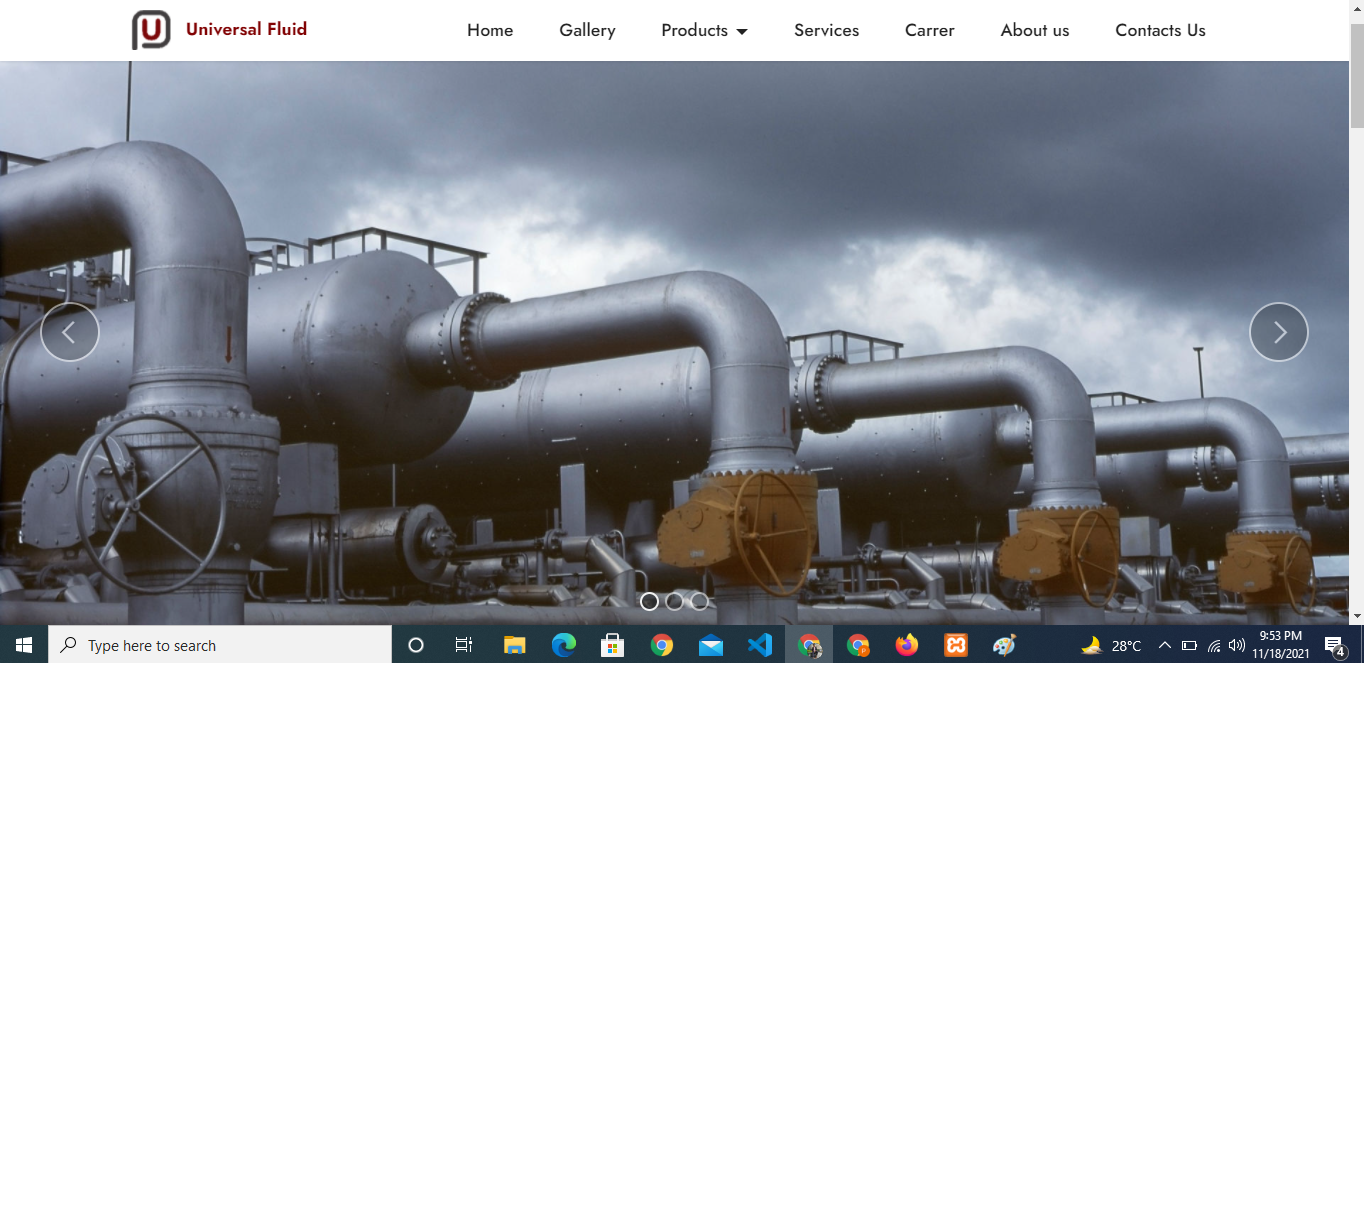 Universal Fluid
Home Gallery Products Services Carrer About us Contacts Us
Type here to search
28°C
9:53 PM
11/18/2021
4